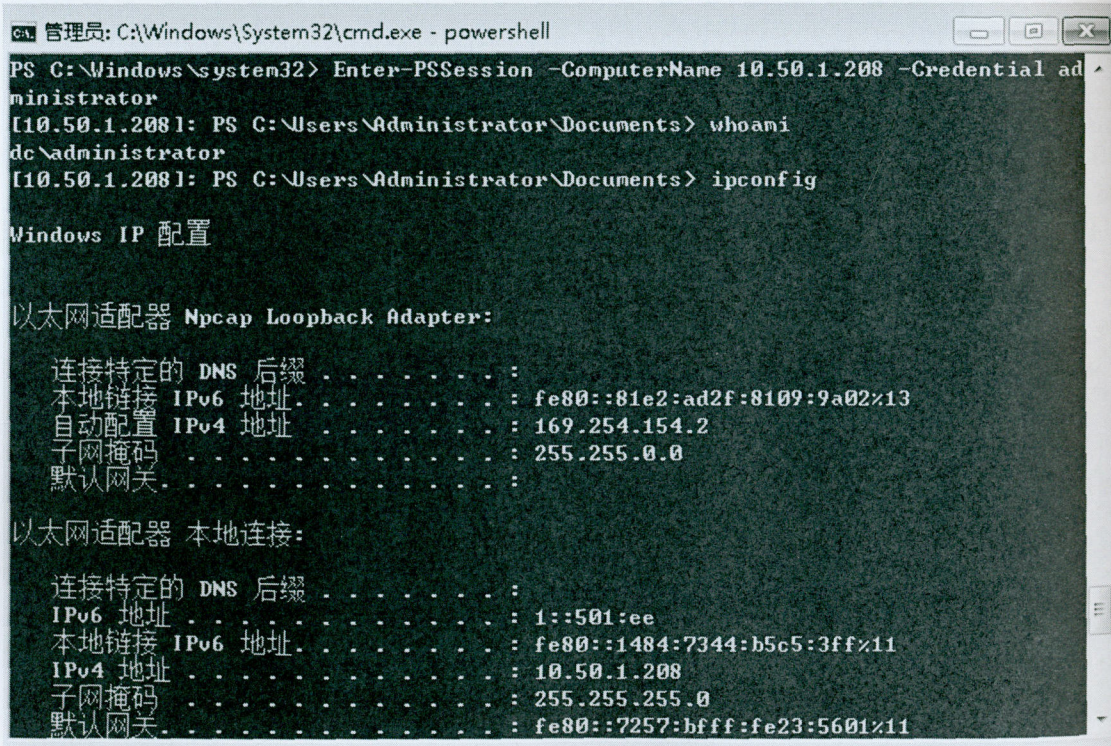 管理员: C:\Windows\System32\cmd.exe - powershell
PS C:\Windows\system32> Enter-PSSession -ComputerName 10.50.1.208 -Credential ad
ministrator
[10.50.1.208]: PS C:\Users\Administrator\Documents> whoami
dc\administrator
[10.50.1.208]: PS C:\Users\Administrator\Documents> ipconfig
Windows IP 配置
以太网适配器 Npcap Loopback Adapter:
连接特定的 DNS 后缀 . . . . . . . :
本地链接 IPv6 地址. . . . . . . . : fe80::81e2:ad2f:8109:9a02%13
自动配置 IPv4 地址 . . . . . . . : 169.254.154.2
子网掩码 . . . . . . . . . . . . : 255.255.0.0
默认网关. . . . . . . . . . . . . :
以太网适配器 本地连接:
连接特定的 DNS 后缀 . . . . . . . :
IPv6 地址 . . . . . . . . . . . . : 1::501:ee
本地链接 IPv6 地址. . . . . . . . : fe80::1484:7344:b5c5:3ff%11
IPv4 地址 . . . . . . . . . . . . : 10.50.1.208
子网掩码 . . . . . . . . . . . . : 255.255.255.0
默认网关. . . . . . . . . . . . . : fe80::7257:bfff:fe23:5601%11